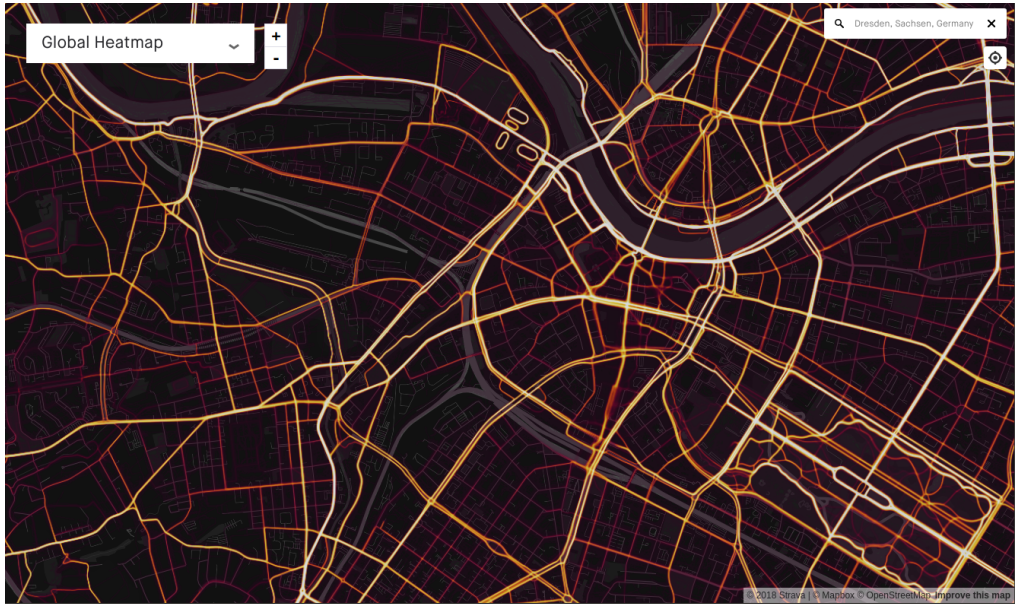 Global Heatmap
+
-
Dresden, Sachsen, Germany
© 2018 Strava | © Mapbox © OpenStreetMap Improve this map